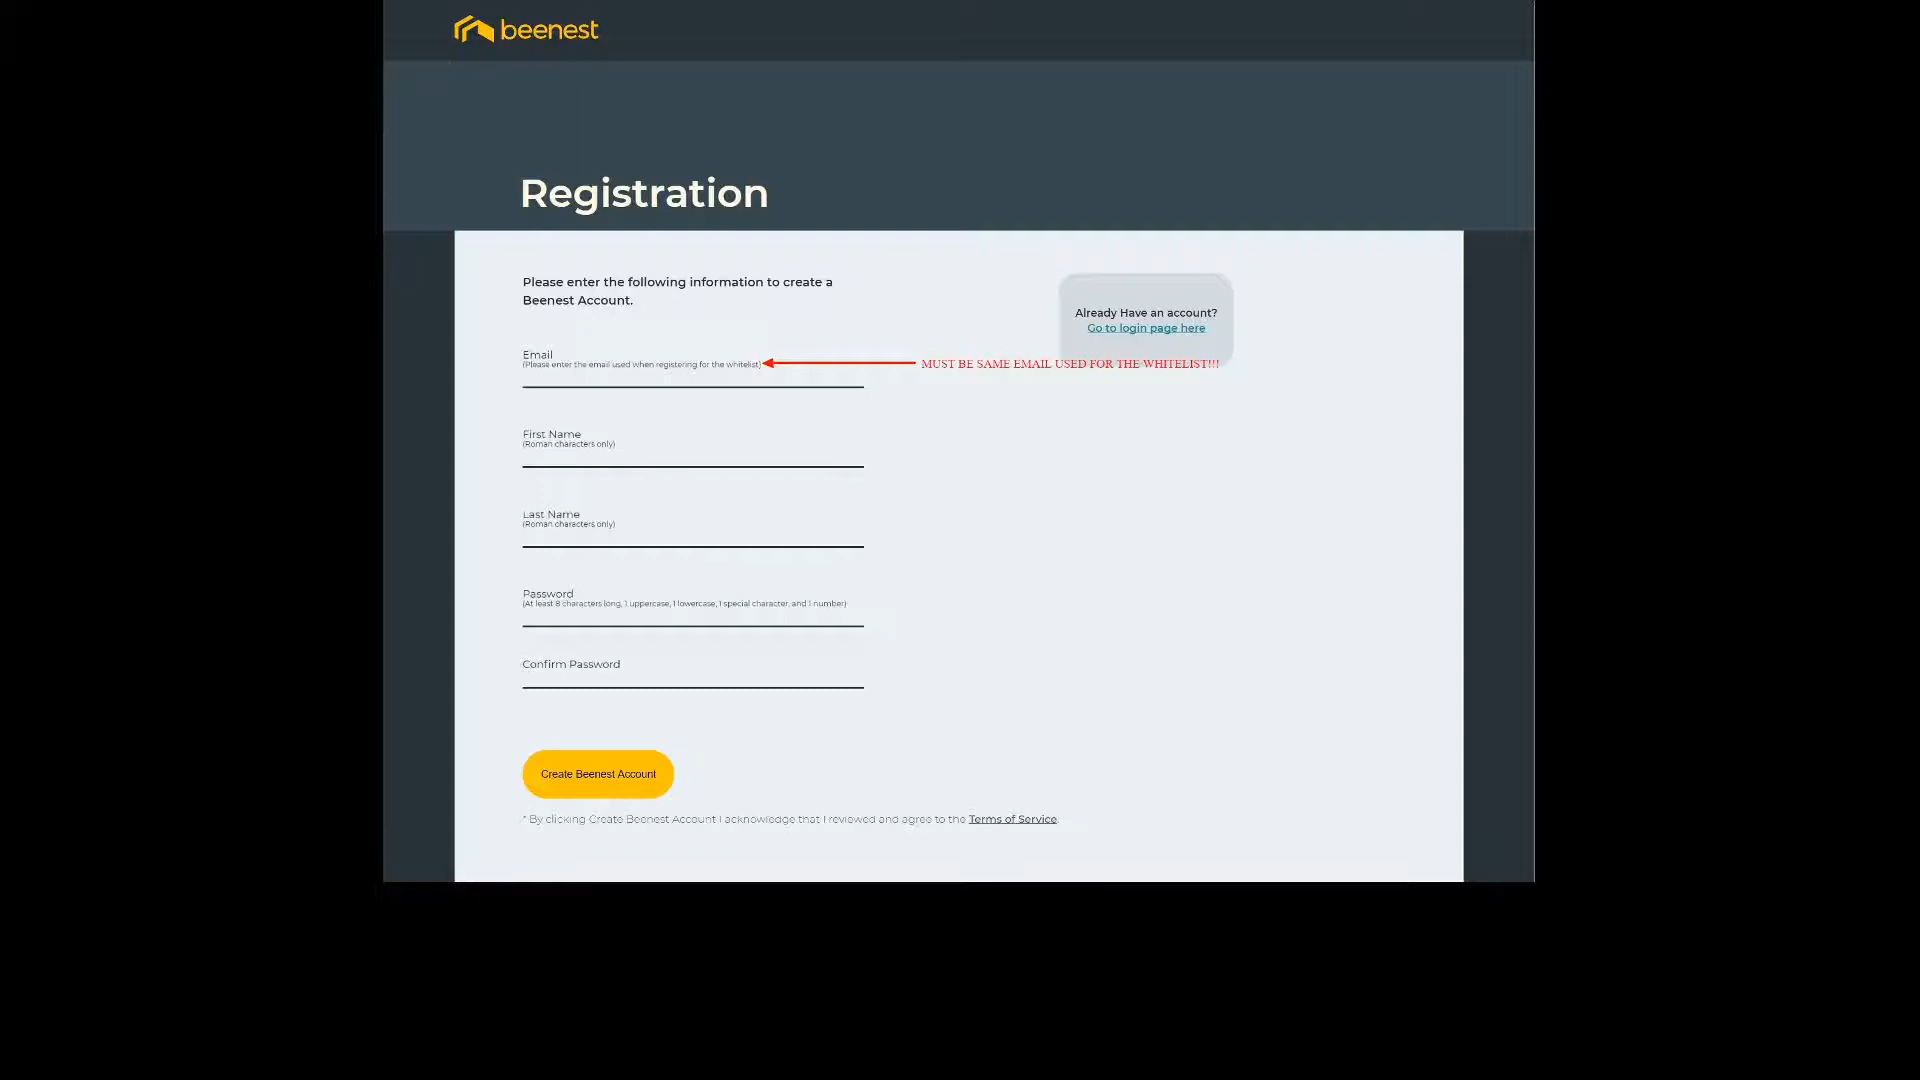 beenest
Registration
Please enter the following information to create a
Beenest Account.
Already Have an account?
Go to login page here
Email
(Please enter the email used when registering for the whitelist)
MUST BE SAME EMAIL USED FOR THE WHITELIST!!!
First Name
(Roman characters only)
Last Name
(Roman characters only)
Password
(At least 8 characters long, 1 uppercase, 1 lowercase, 1 special character, and 1 number)
Confirm Password
Create Beenest Account
* By clicking Create Beenest Account I acknowledge that I reviewed and agree to the Terms of Service.